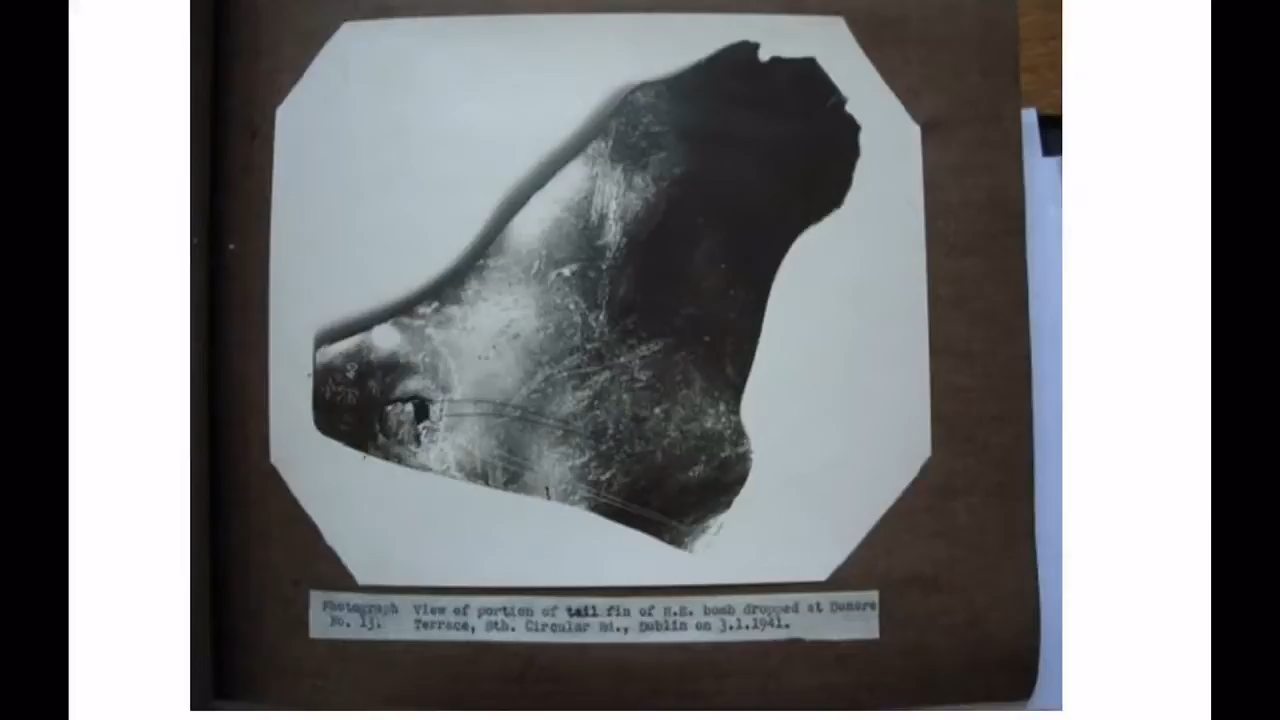 Photograph View of portion of tail fin of H.E. bomb dropped at Donore
No. 13. Terrace, Sth. Circular Rd., Dublin on 3.1.1941.